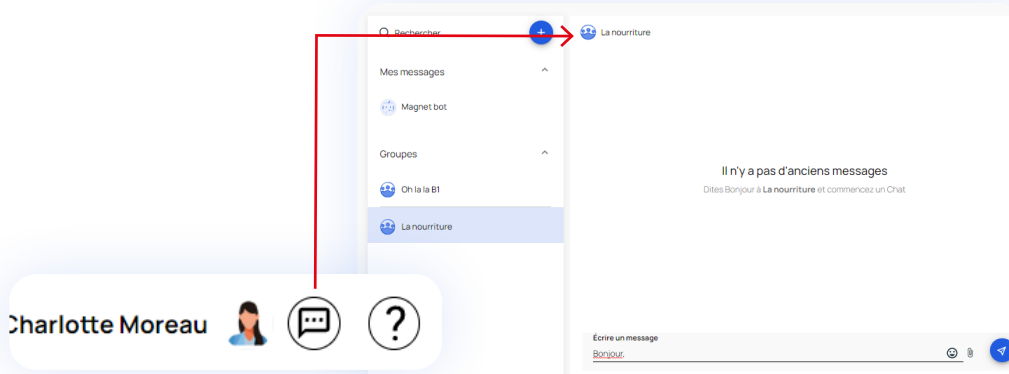 Rechercher
Mes messages
Magnet bot
Groupes
Oh la la B1
La nourriture
La nourriture
Il n'y a pas d'anciens messages
Dites Bonjour à La nourriture et commencez un Chat
Écrire un message
Bonjour,
Charlotte Moreau
?